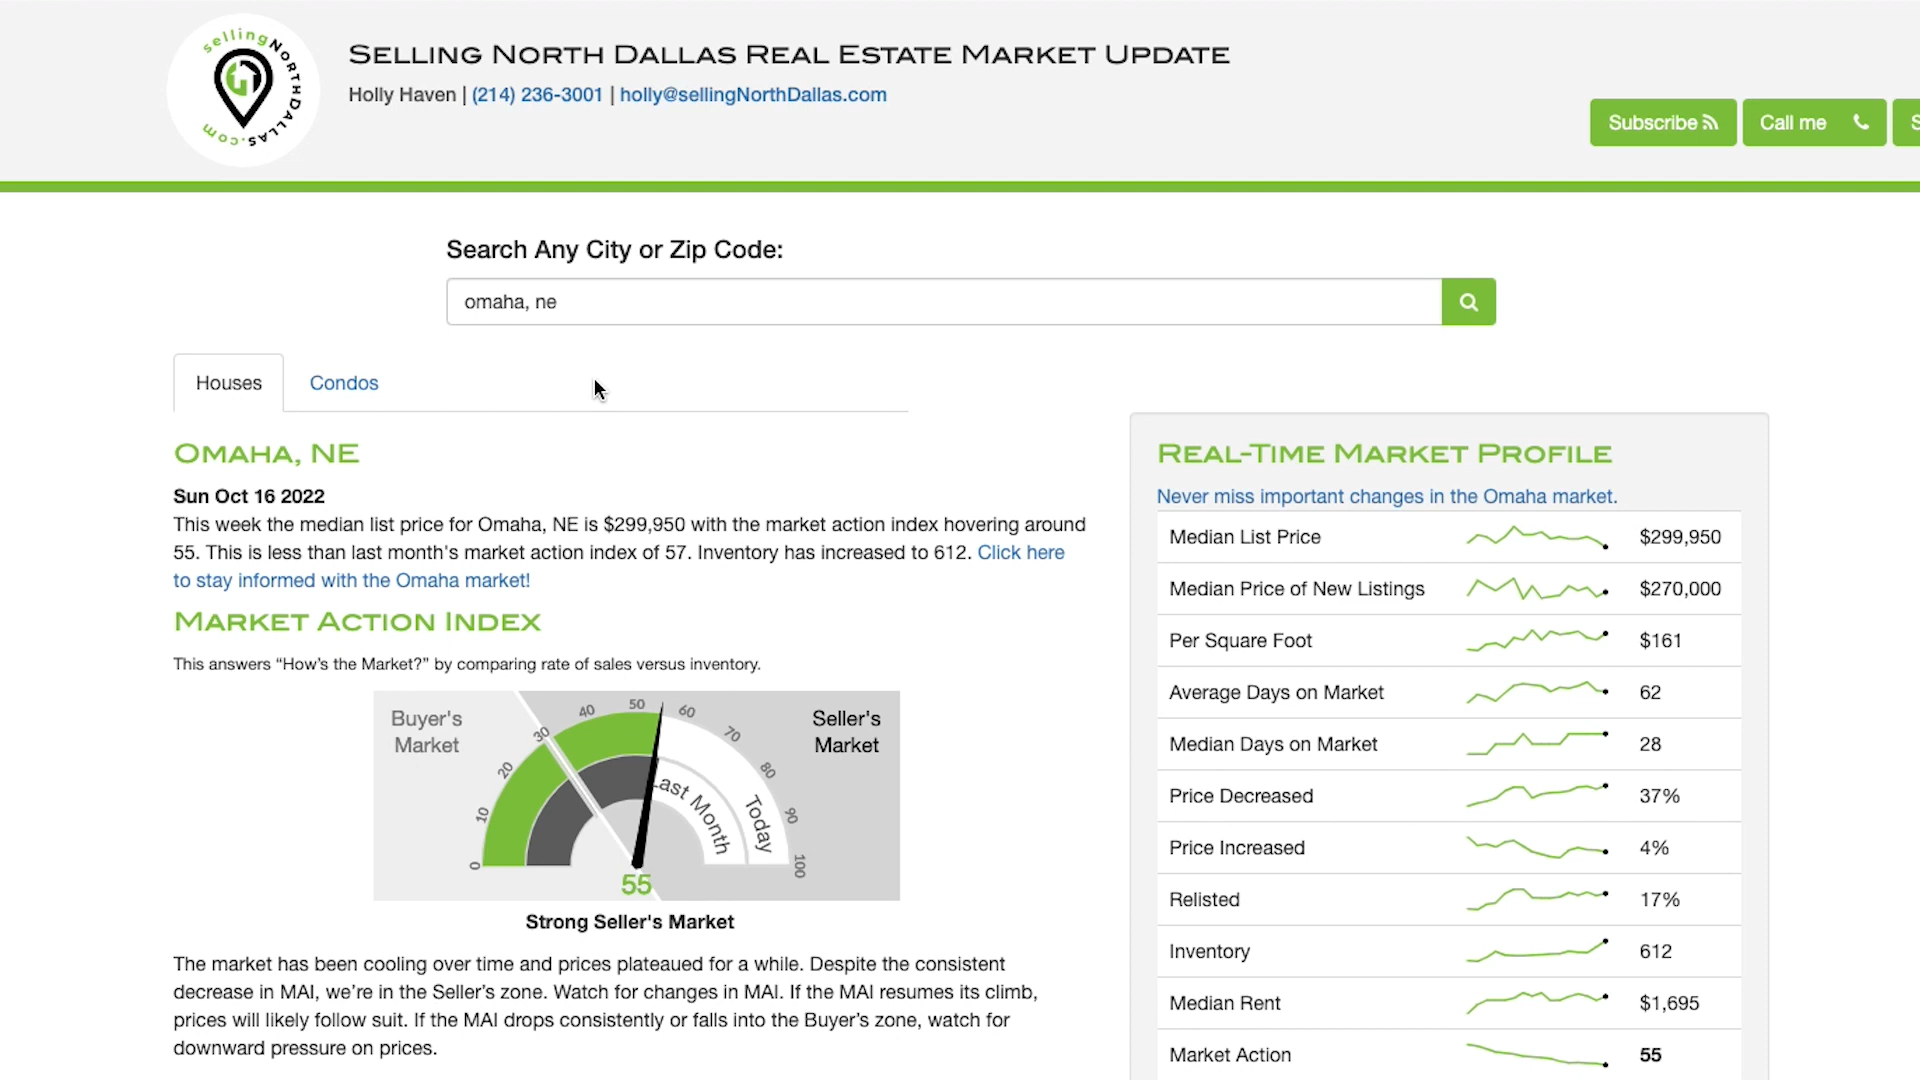 sellingNORTHDALLAS.com
SELLING NORTH DALLAS REAL ESTATE MARKET UPDATE
Holly Haven | (214) 236-3001 | holly@sellingNorthDallas.com
Subscribe
Call me
S
Search Any City or Zip Code:
omaha, ne
Houses
Condos
OMAHA, NE
Sun Oct 16 2022
This week the median list price for Omaha, NE is $299,950 with the market action index hovering around
55. This is less than last month's market action index of 57. Inventory has increased to 612. Click here
to stay informed with the Omaha market!
MARKET ACTION INDEX
This answers “How’s the Market?” by comparing rate of sales versus inventory.
Buyer's
Market
Seller's
Market
0
10
20
30
40
50
60
70
80
90
100
Last Month
Today
55
Strong Seller's Market
The market has been cooling over time and prices plateaued for a while. Despite the consistent
decrease in MAI, we’re in the Seller’s zone. Watch for changes in MAI. If the MAI resumes its climb,
prices will likely follow suit. If the MAI drops consistently or falls into the Buyer’s zone, watch for
downward pressure on prices.
REAL-TIME MARKET PROFILE
Never miss important changes in the Omaha market.
Median List Price $299,950
Median Price of New Listings $270,000
Per Square Foot $161
Average Days on Market 62
Median Days on Market 28
Price Decreased 37%
Price Increased 4%
Relisted 17%
Inventory 612
Median Rent $1,695
Market Action 55